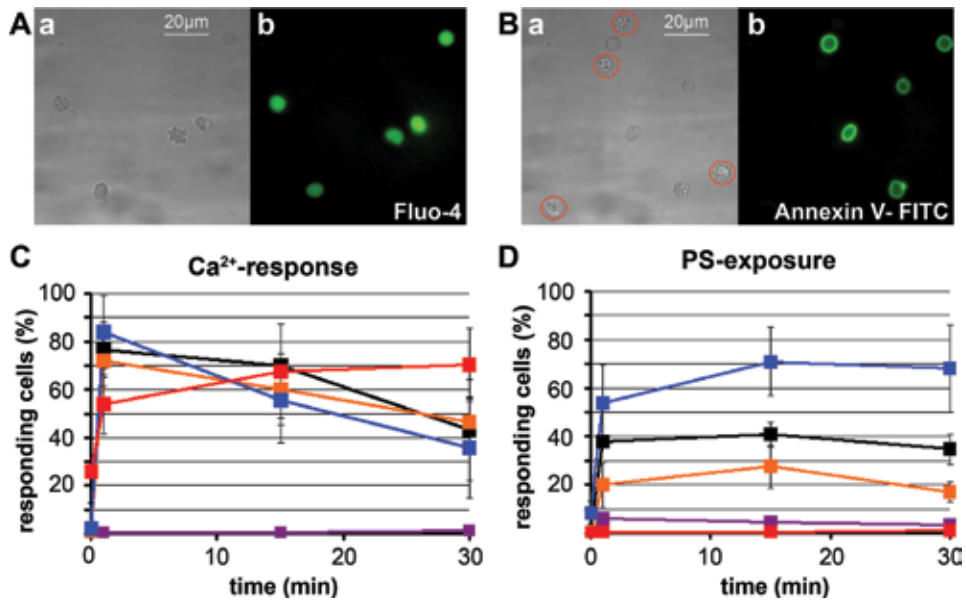 A a 20µm b Fluo-4
B a 20µm b Annexin V- FITC
C Ca²⁺-response
responding cells (%)
100
80
60
40
20
0 10 20 30
time (min)
D PS-exposure
responding cells (%)
100
80
60
40
20
0 10 20 30
time (min)